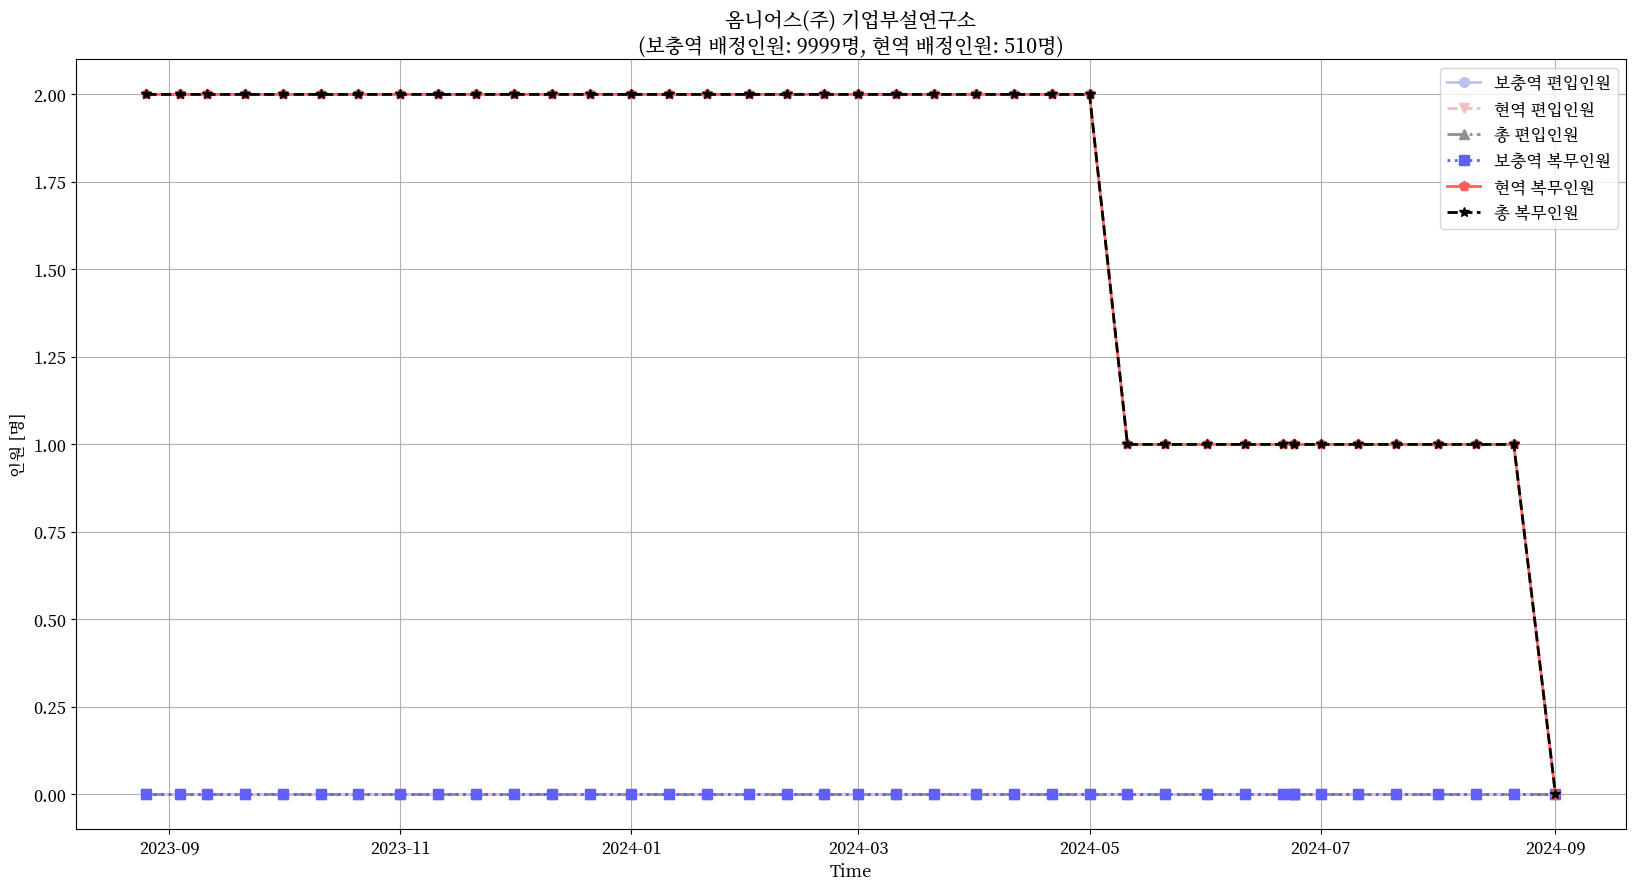 옴니어스(주) 기업부설연구소
(보충역 배정인원: 9999명, 현역 배정인원: 510명)
보충역 편입인원
현역 편입인원
총 편입인원
보충역 복무인원
현역 복무인원
총 복무인원
2.00
1.75
1.50
1.25
1.00
0.75
0.50
0.25
0.00
인원 [명]
2023-09
2023-11
2024-01
2024-03
2024-05
2024-07
2024-09
Time